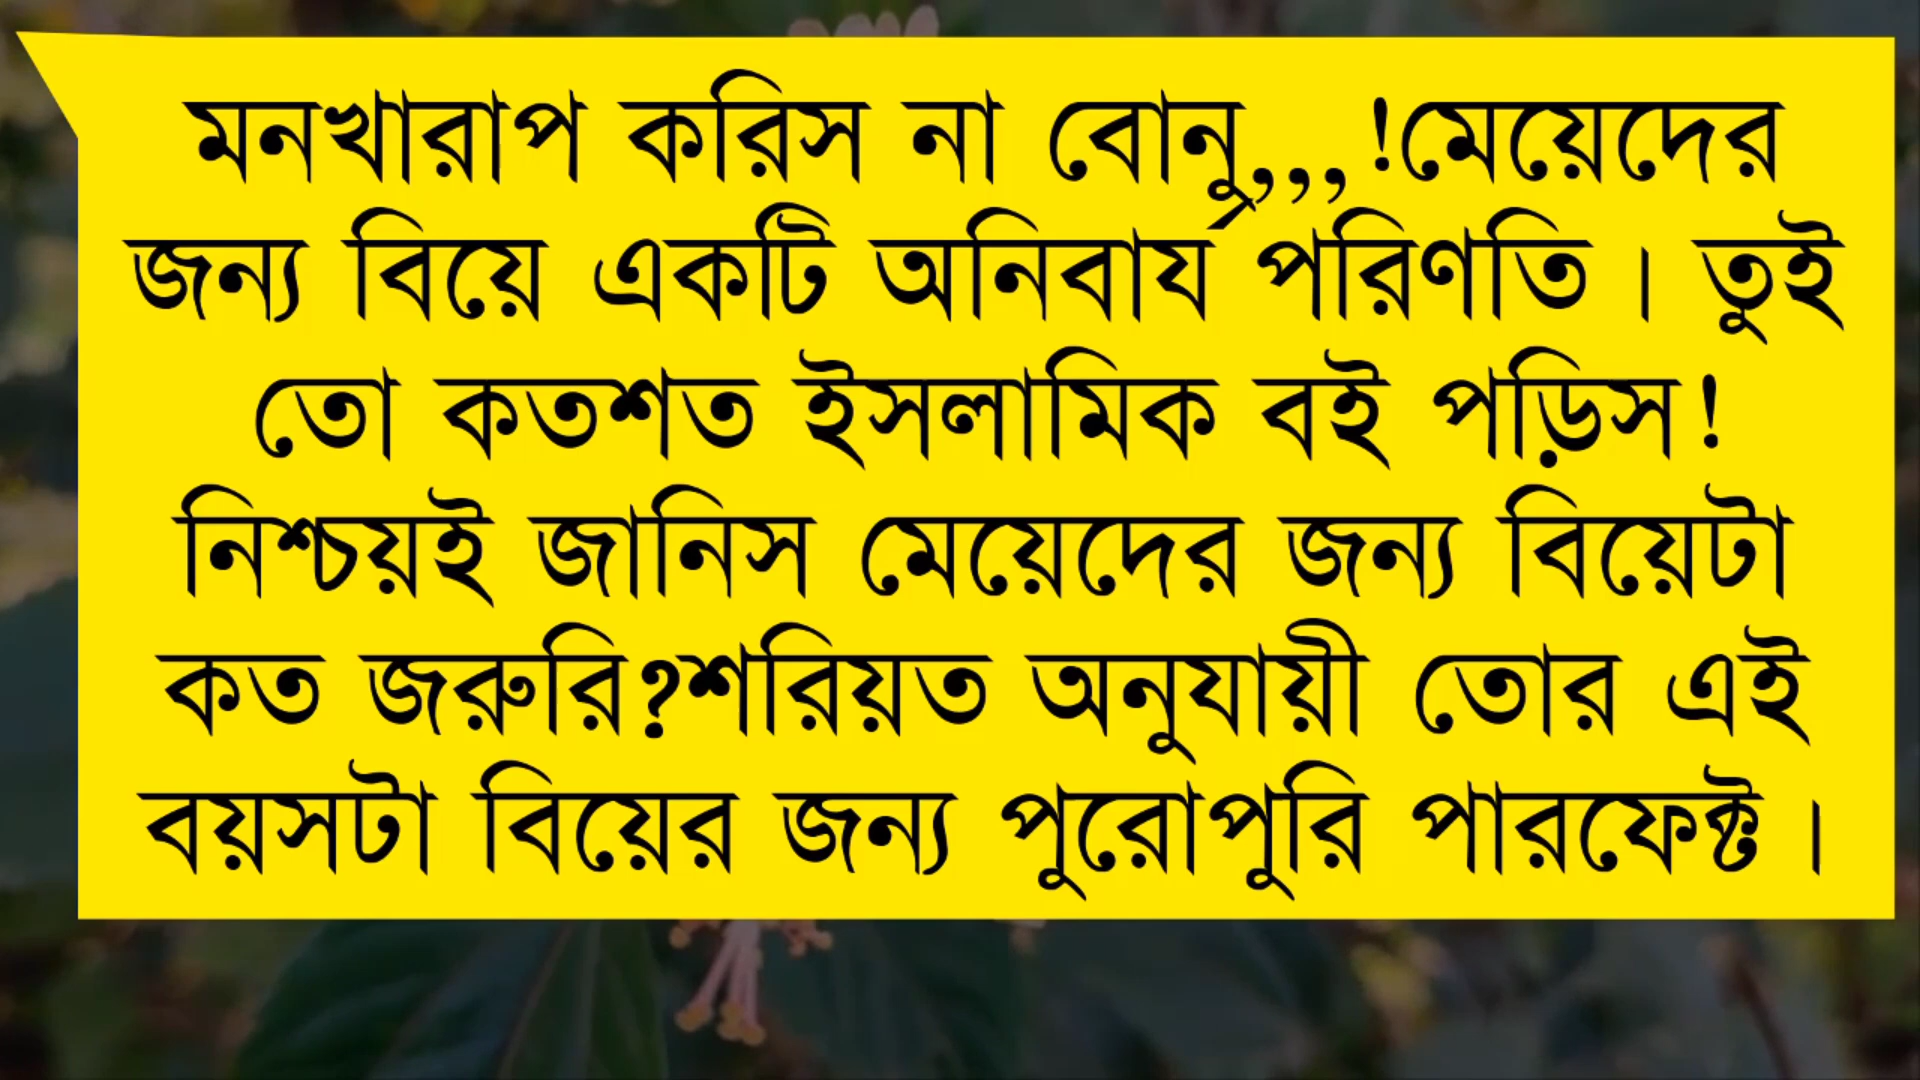 মনখারাপ করিস না বোনু,,,!মেয়েদের
জন্য বিয়ে একটি অনিবার্য পরিণতি। তুই
তো কতশত ইসলামিক বই পড়িস!
নিশ্চয়ই জানিস মেয়েদের জন্য বিয়েটা
কত জরুরি?শরিয়ত অনুযায়ী তোর এই
বয়সটা বিয়ের জন্য পুরোপুরি পারফেক্ট।